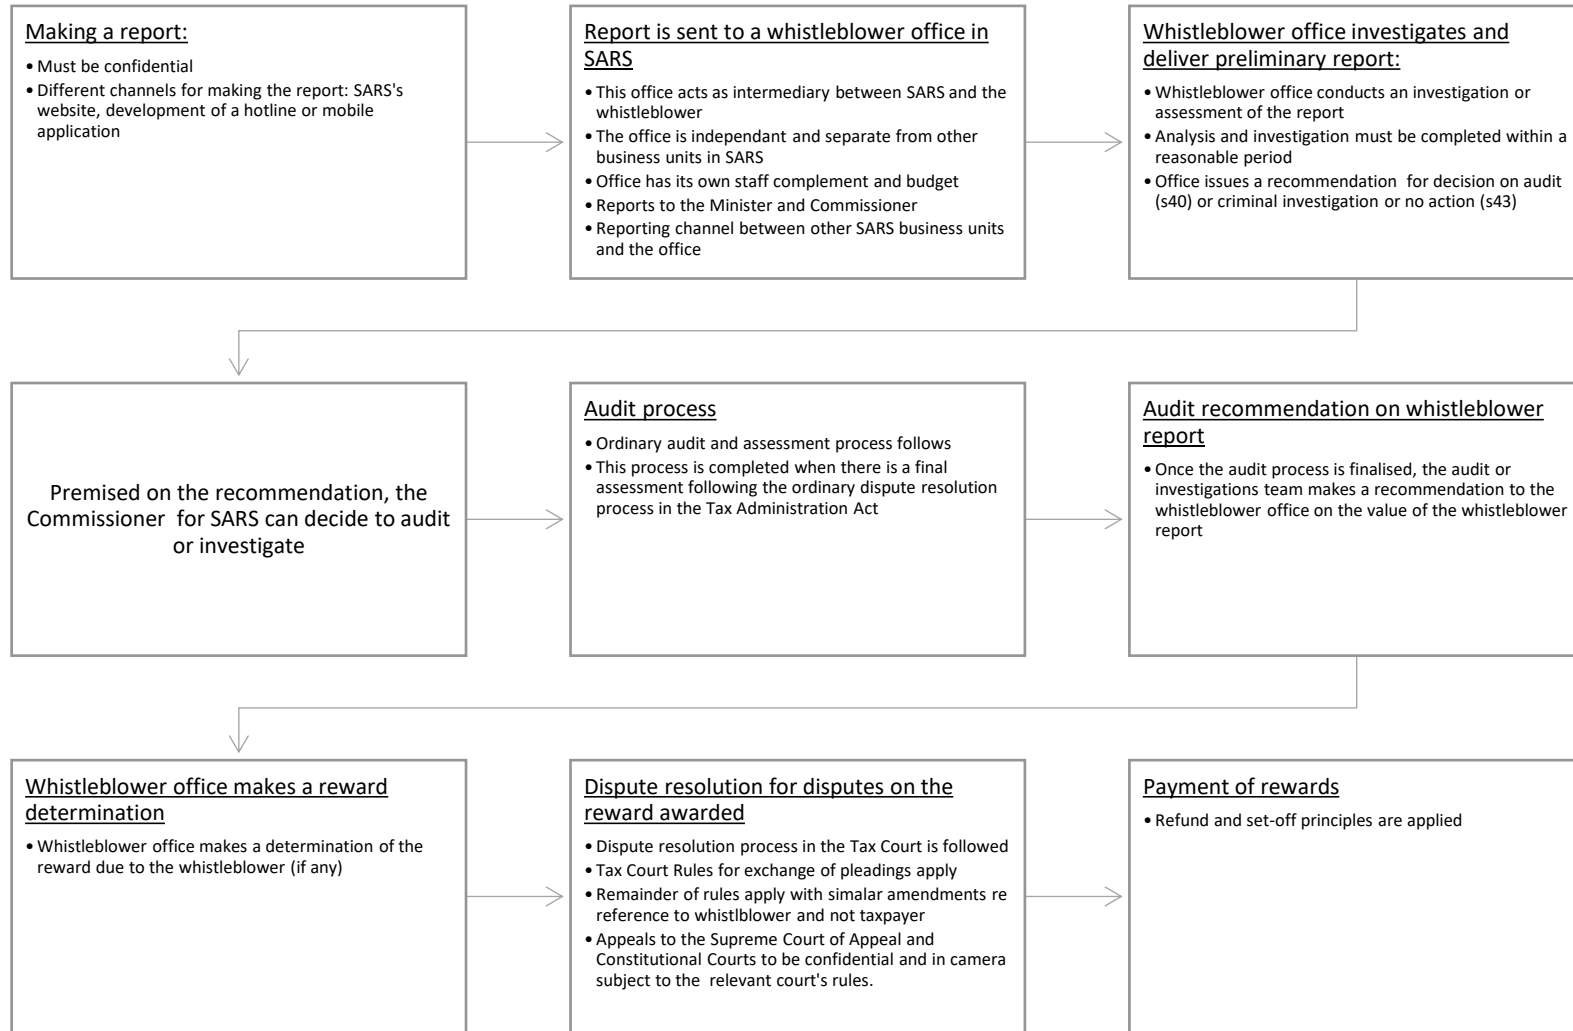 Making a report:
• Must be confidential
• Different channels for making the report: SARS's
website, development of a hotline or mobile
application
Report is sent to a whistleblower office in
SARS
• This office acts as intermediary between SARS and the
whistleblower
• The office is independant and separate from other
business units in SARS
• Office has its own staff complement and budget
• Reports to the Minister and Commissioner
• Reporting channel between other SARS business units
and the office
Whistleblower office investigates and
deliver preliminary report:
• Whistleblower office conducts an investigation or
assessment of the report
• Analysis and investigation must be completed within a
reasonable period
• Office issues a recommendation for decision on audit
(s40) or criminal investigation or no action (s43)
Premised on the recommendation, the
Commissioner for SARS can decide to audit
or investigate
Audit process
• Ordinary audit and assessment process follows
• This process is completed when there is a final
assessment following the ordinary dispute resolution
process in the Tax Administration Act
Audit recommendation on whistleblower
report
• Once the audit process is finalised, the audit or
investigations team makes a recommendation to the
whistleblower office on the value of the whistleblower
report
Whistleblower office makes a reward
determination
• Whistleblower office makes a determination of the
reward due to the whistleblower (if any)
Dispute resolution for disputes on the
reward awarded
• Dispute resolution process in the Tax Court is followed
• Tax Court Rules for exchange of pleadings apply
• Remainder of rules apply with simalar amendments re
reference to whistlblower and not taxpayer
• Appeals to the Supreme Court of Appeal and
Constitutional Courts to be confidential and in camera
subject to the relevant court's rules.
Payment of rewards
• Refund and set-off principles are applied